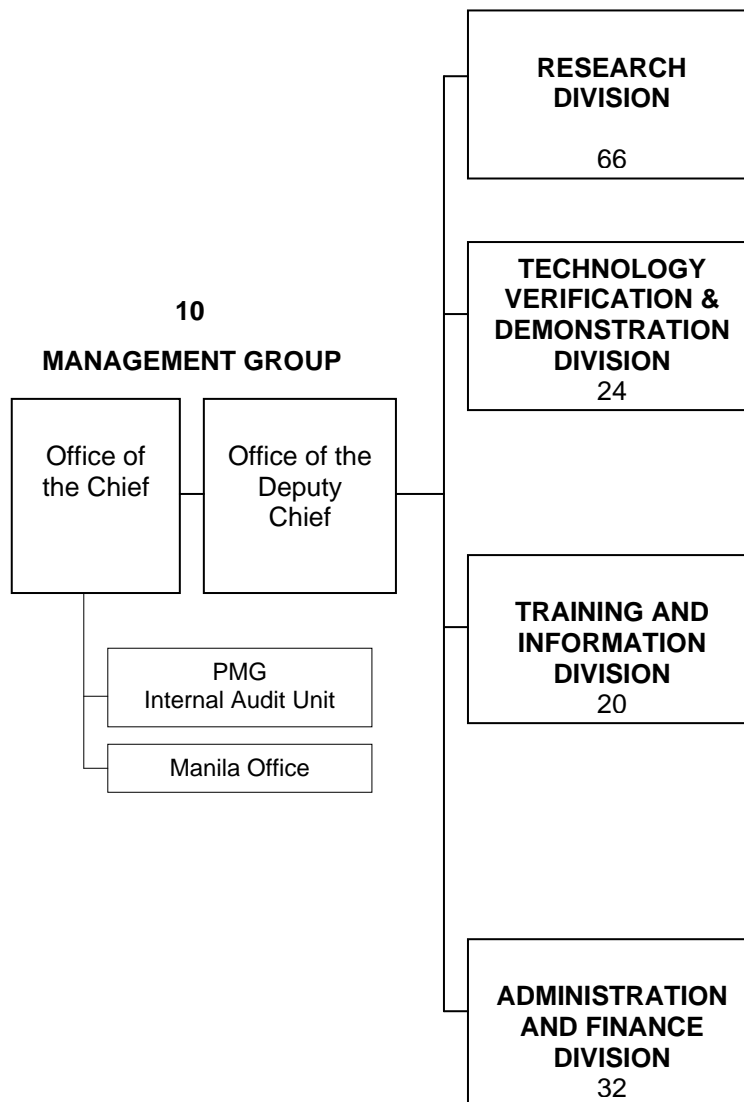 10
MANAGEMENT GROUP
Office of
the Chief
Office of the
Deputy
Chief
PMG
Internal Audit Unit
Manila Office
RESEARCH
DIVISION
66
TECHNOLOGY
VERIFICATION &
DEMONSTRATION
DIVISION
24
TRAINING AND
INFORMATION
DIVISION
20
ADMINISTRATION
AND FINANCE
DIVISION
32